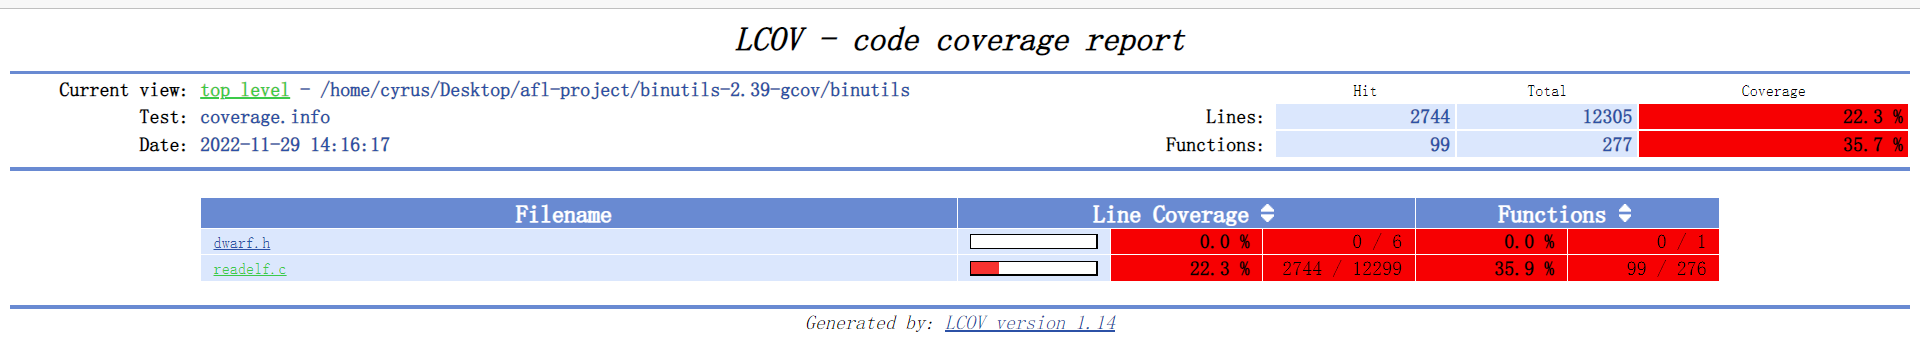 LCOV - code coverage report
Current view: top level - /home/cyrus/Desktop/afl-project/binutils-2.39-gcov/binutils Hit Total Coverage
Test: coverage.info Lines: 2744 12305 22.3 %
Date: 2022-11-29 14:16:17 Functions: 99 277 35.7 %
Filename Line Coverage Functions
dwarf.h 0.0 % 0 / 6 0.0 % 0 / 1
readelf.c 22.3 % 2744 / 12299 35.9 % 99 / 276
Generated by: LCOV version 1.14